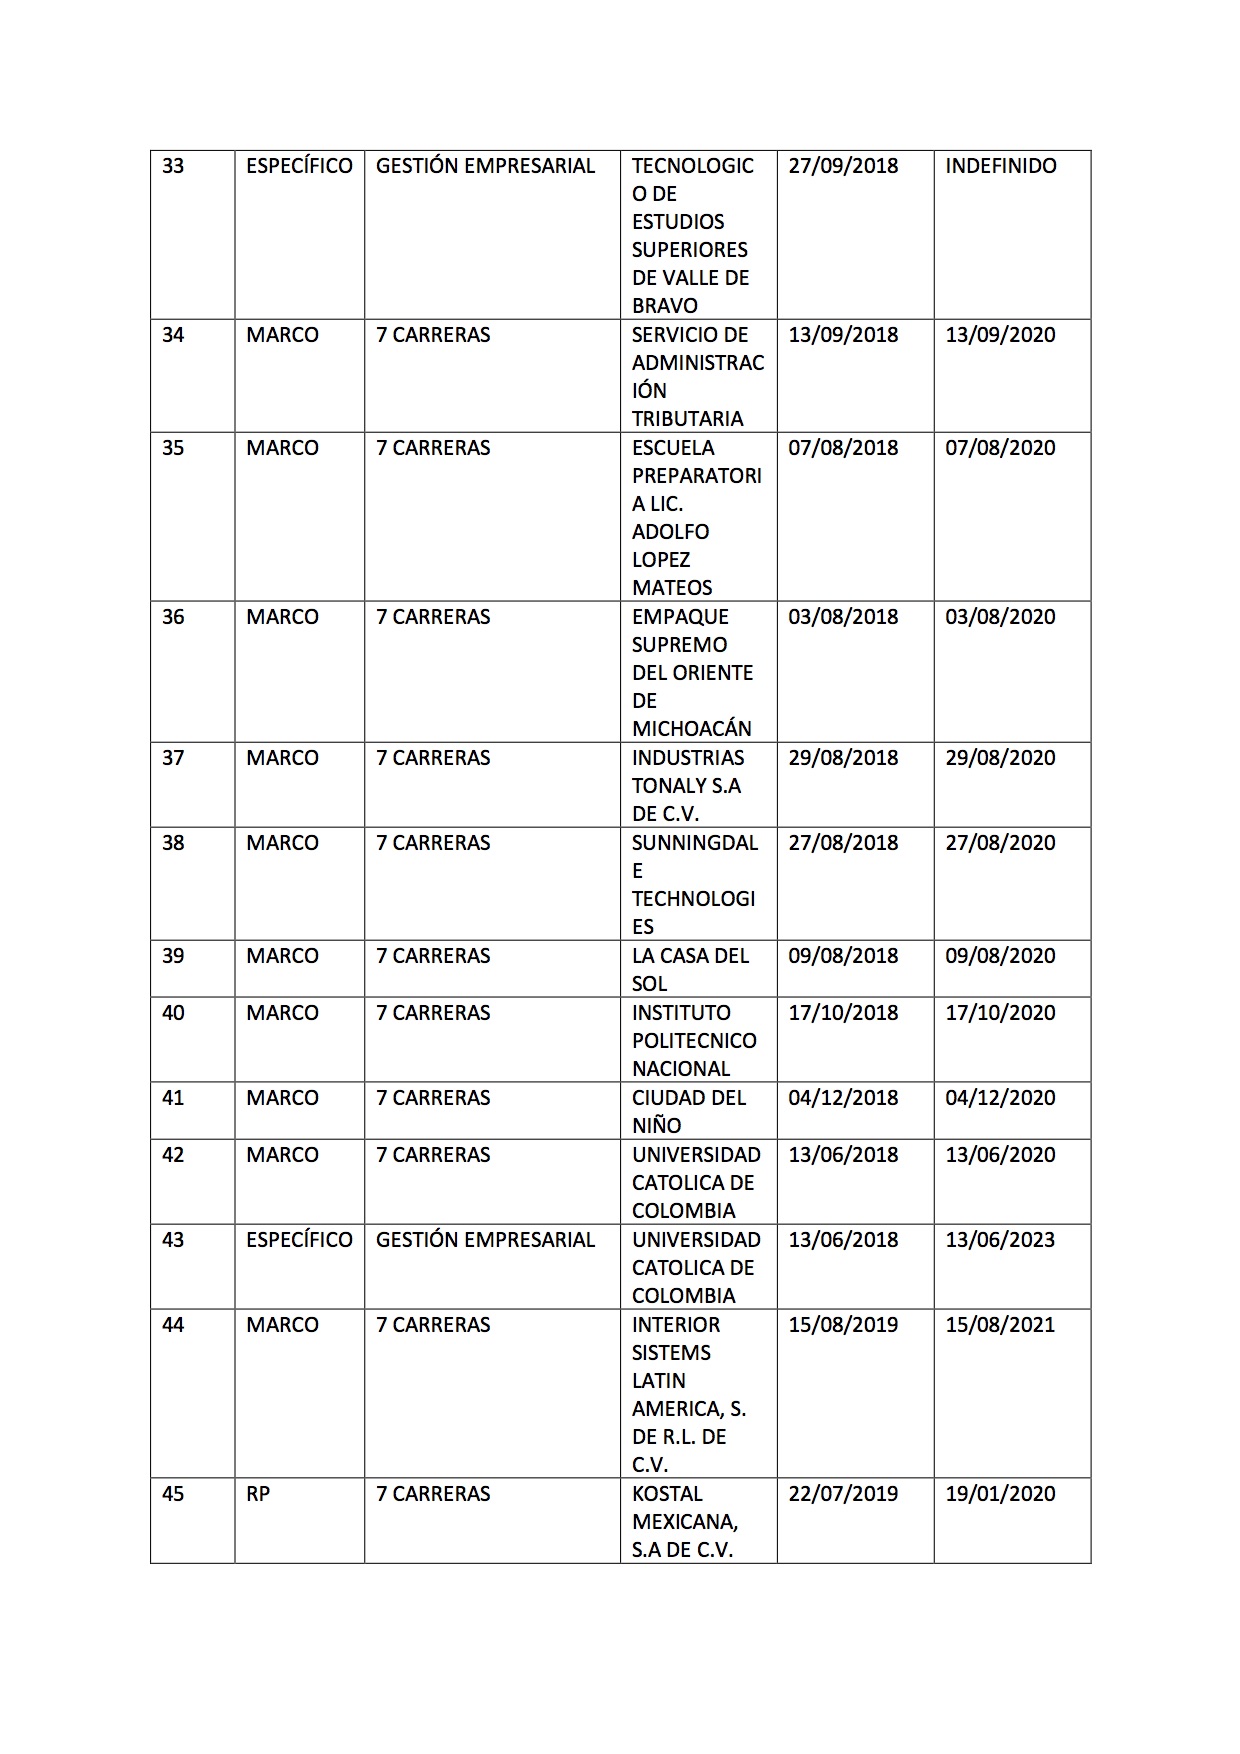 33 ESPECÍFICO GESTIÓN EMPRESARIAL TECNOLOGIC 27/09/2018 INDEFINIDO
O DE
ESTUDIOS
SUPERIORES
DE VALLE DE
BRAVO
34 MARCO 7 CARRERAS SERVICIO DE 13/09/2018 13/09/2020
ADMINISTRAC
IÓN
TRIBUTARIA
35 MARCO 7 CARRERAS ESCUELA 07/08/2018 07/08/2020
PREPARATORI
A LIC.
ADOLFO
LOPEZ
MATEOS
36 MARCO 7 CARRERAS EMPAQUE 03/08/2018 03/08/2020
SUPREMO
DEL ORIENTE
DE
MICHOACÁN
37 MARCO 7 CARRERAS INDUSTRIAS 29/08/2018 29/08/2020
TONALY S.A
DE C.V.
38 MARCO 7 CARRERAS SUNNINGDAL 27/08/2018 27/08/2020
E
TECHNOLOGI
ES
39 MARCO 7 CARRERAS LA CASA DEL 09/08/2018 09/08/2020
SOL
40 MARCO 7 CARRERAS INSTITUTO 17/10/2018 17/10/2020
POLITECNICO
NACIONAL
41 MARCO 7 CARRERAS CIUDAD DEL 04/12/2018 04/12/2020
NIÑO
42 MARCO 7 CARRERAS UNIVERSIDAD 13/06/2018 13/06/2020
CATOLICA DE
COLOMBIA
43 ESPECÍFICO GESTIÓN EMPRESARIAL UNIVERSIDAD 13/06/2018 13/06/2023
CATOLICA DE
COLOMBIA
44 MARCO 7 CARRERAS INTERIOR 15/08/2019 15/08/2021
SISTEMS
LATIN
AMERICA, S.
DE R.L. DE
C.V.
45 RP 7 CARRERAS KOSTAL 22/07/2019 19/01/2020
MEXICANA,
S.A DE C.V.